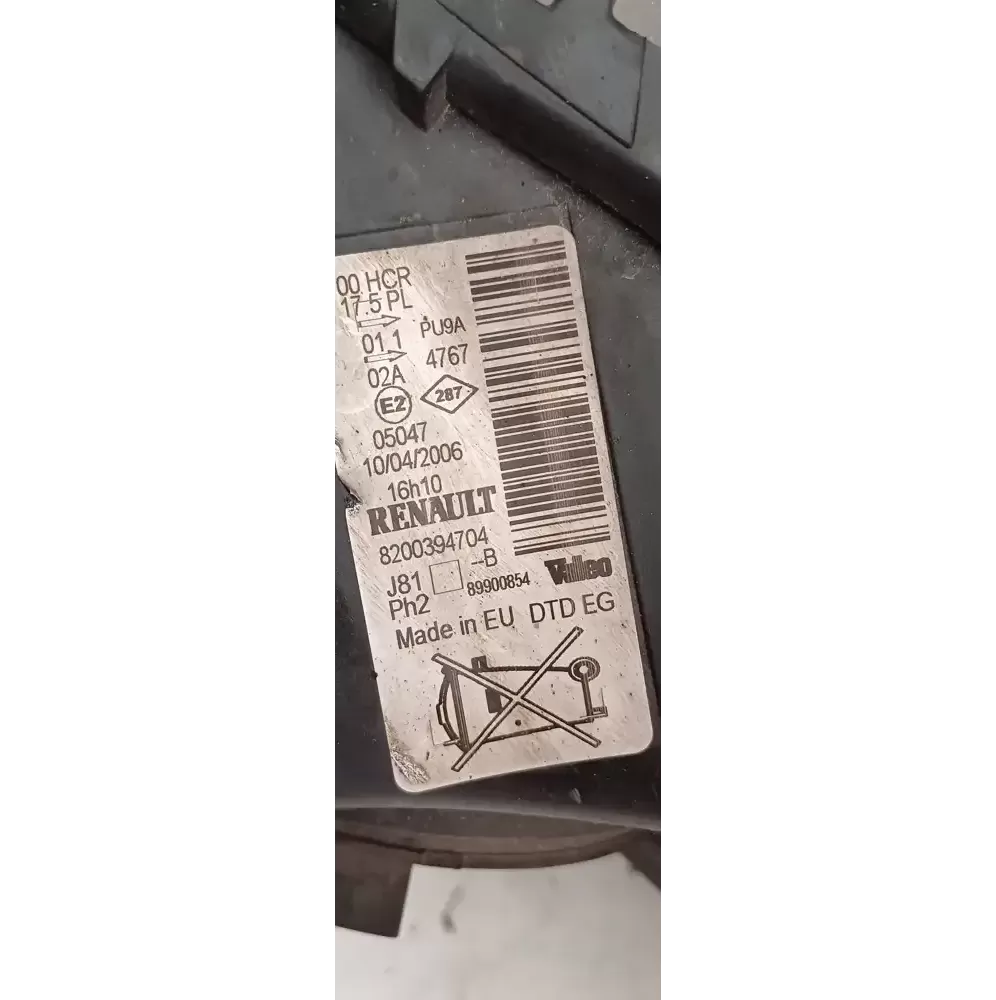 00 HCR
17.5 PL
01 1
02A
PU9A
4767
E2
287
05047
10/04/2006
16h10
RENAULT
8200394704
--B
J81
Ph2
89900854
Valeo
Made in EU DTD EG